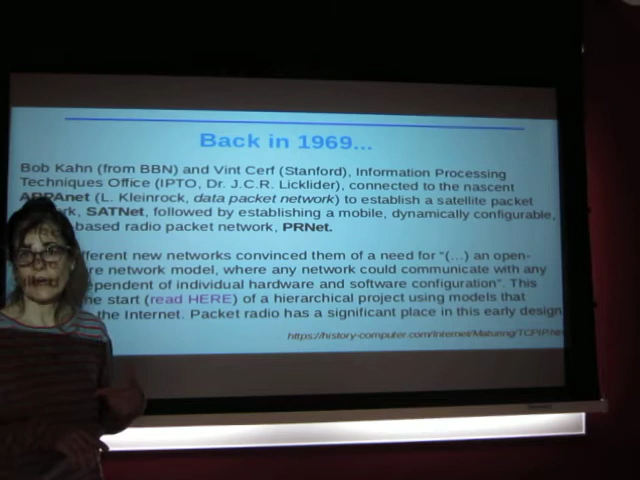 Back in 1969...
Bob Kahn (from BBN) and Vint Cerf (Stanford), Information Processing
Techniques Office (IPTO, Dr. J.C.R. Licklider), connected to the nascent
ARPAnet (L. Kleinrock, data packet network) to establish a satellite packet
SATNet, followed by establishing a mobile, dynamically configurable,
based radio packet network, PRNet.
new networks convinced them of a need for “(…) an open-
network model, where any network could communicate with any
of individual hardware and software configuration”. This
start (read HERE) of a hierarchical project using models that
the Internet. Packet radio has a significant place in this early design
https://history-computer.com/Internet/Maturing/TCPIP